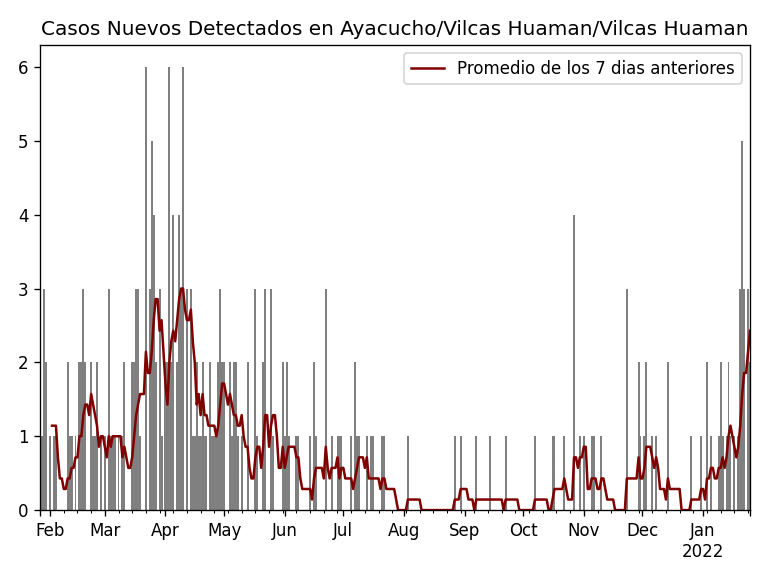 Casos Nuevos Detectados en Ayacucho/Vilcas Huaman/Vilcas Huaman
Promedio de los 7 dias anteriores
6
5
4
3
2
1
0
Feb Mar Apr May Jun Jul Aug Sep Oct Nov Dec Jan
2022